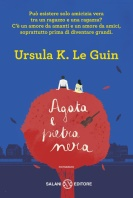 Può esistere solo amicizia vera
tra un ragazzo e una ragazza?
C'è un amore da amanti e un amore da amici,
soprattutto prima di diventare grandi.
Ursula K. Le Guin
Agata
e pietra
nera
SALANI EDITORE